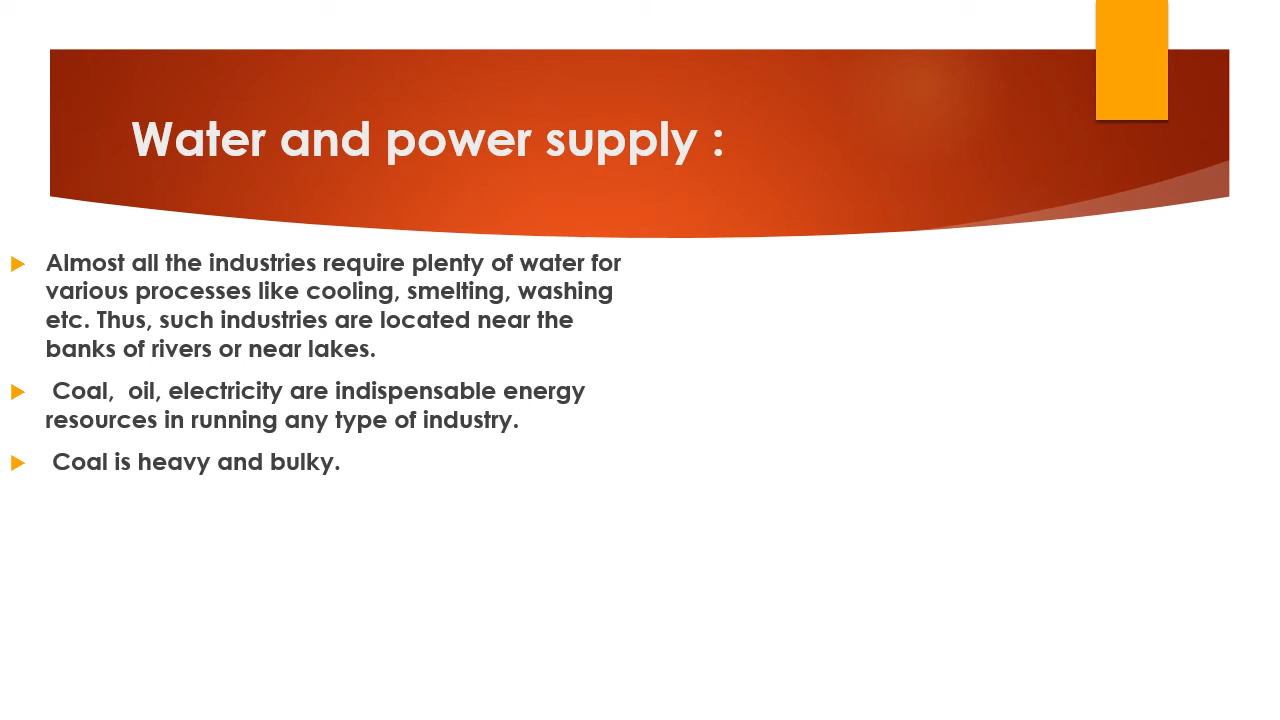 Water and power supply :
Almost all the industries require plenty of water for
various processes like cooling, smelting, washing
etc. Thus, such industries are located near the
banks of rivers or near lakes.
Coal,  oil, electricity are indispensable energy
resources in running any type of industry.
Coal is heavy and bulky.